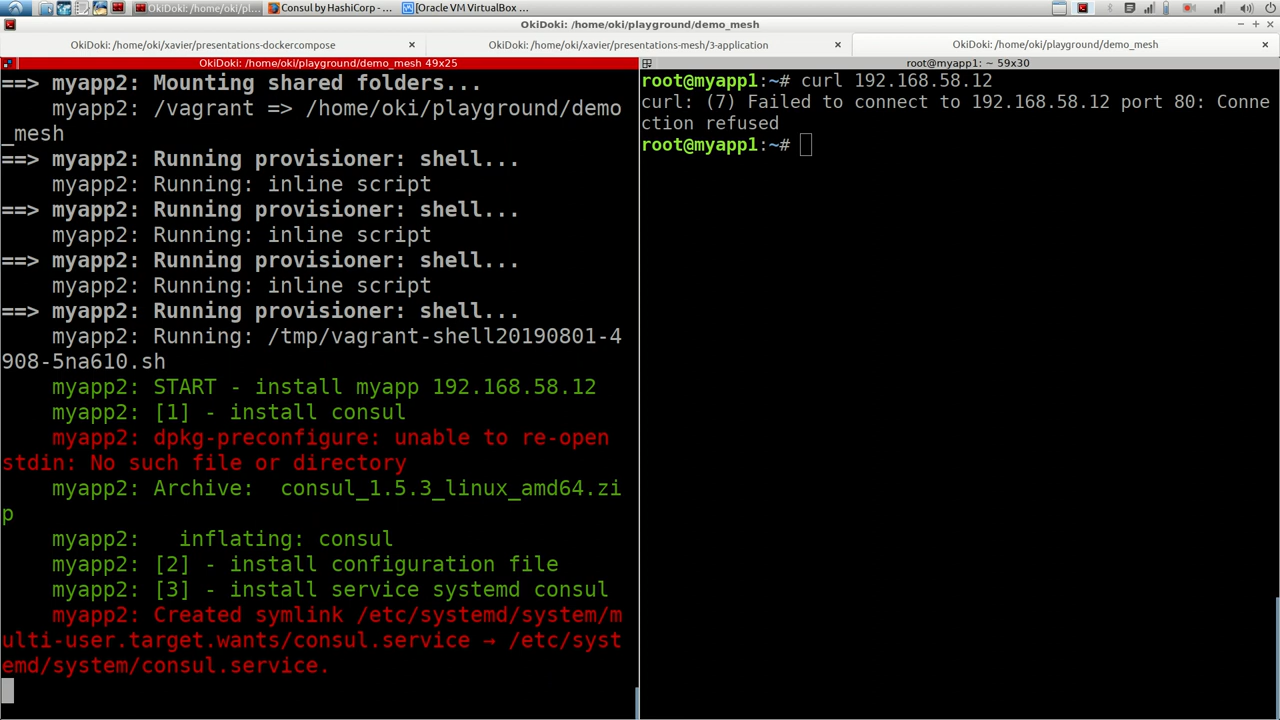 OkiDoki: /home/oki/pl...
Consul by HashiCorp - ...
[Oracle VM VirtualBox ...
OkiDoki: /home/oki/playground/demo_mesh
OkiDoki: /home/oki/xavier/presentations-dockercompose
OkiDoki: /home/oki/xavier/presentations-mesh/3-application
OkiDoki: /home/oki/playground/demo_mesh
OkiDoki: /home/oki/playground/demo_mesh 49x25
==> myapp2: Mounting shared folders...
myapp2: /vagrant => /home/oki/playground/demo
_mesh
==> myapp2: Running provisioner: shell...
myapp2: Running: inline script
==> myapp2: Running provisioner: shell...
myapp2: Running: inline script
==> myapp2: Running provisioner: shell...
myapp2: Running: inline script
==> myapp2: Running provisioner: shell...
myapp2: Running: /tmp/vagrant-shell20190801-4
908-5na610.sh
myapp2: START - install myapp 192.168.58.12
myapp2: [1] - install consul
myapp2: dpkg-preconfigure: unable to re-open
stdin: No such file or directory
myapp2: Archive:  consul_1.5.3_linux_amd64.zi
p
myapp2:   inflating: consul
myapp2: [2] - install configuration file
myapp2: [3] - install service systemd consul
myapp2: Created symlink /etc/systemd/system/m
ulti-user.target.wants/consul.service → /etc/syst
emd/system/consul.service.
root@myapp1: ~ 59x30
root@myapp1:~# curl 192.168.58.12
curl: (7) Failed to connect to 192.168.58.12 port 80: Conne
ction refused
root@myapp1:~#